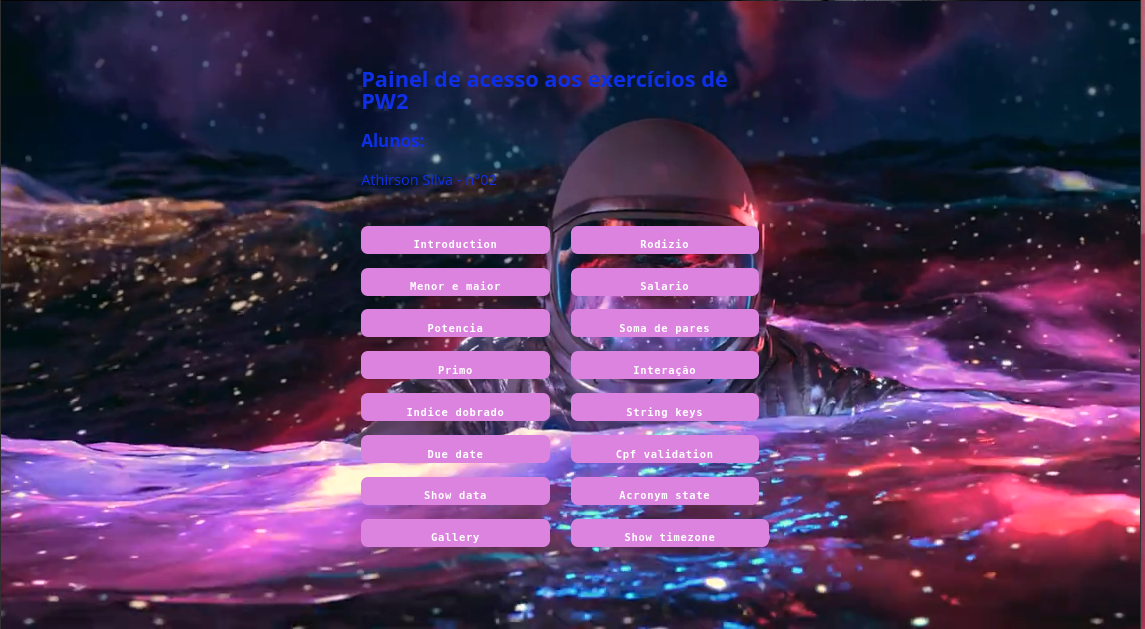 Painel de acesso aos exercícios de
PW2
Alunos:
Athirson Silva - nº02
Introduction
Rodizio
Menor e maior
Salario
Potencia
Soma de pares
Primo
Interação
Indice dobrado
String keys
Due date
Cpf validation
Show data
Acronym state
Gallery
Show timezone